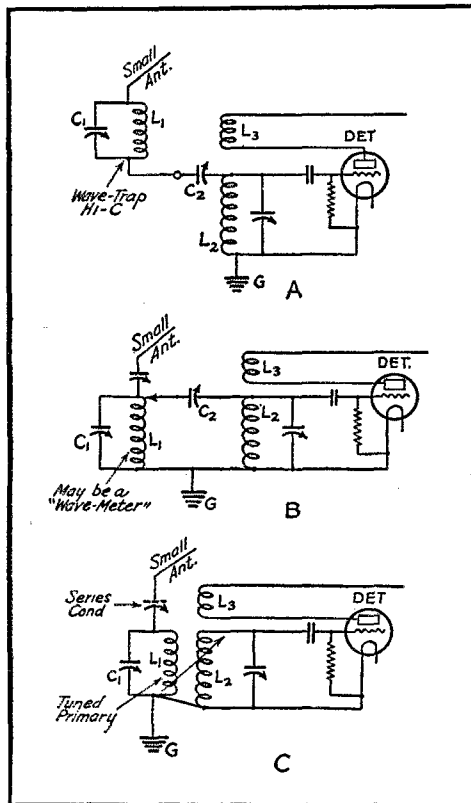 Small
Ant.
C1
L1
L3
DET
Wave-Trap
Hi-C
C2
L2
G
A
Small
Ant.
L3
DET.
C1
L1
C2
L2
May be a
"Wave-Meter"
G
B
Small
Ant.
Series
Cond
L3
DET
C1
L1
L2
Tuned
Primary
G
C